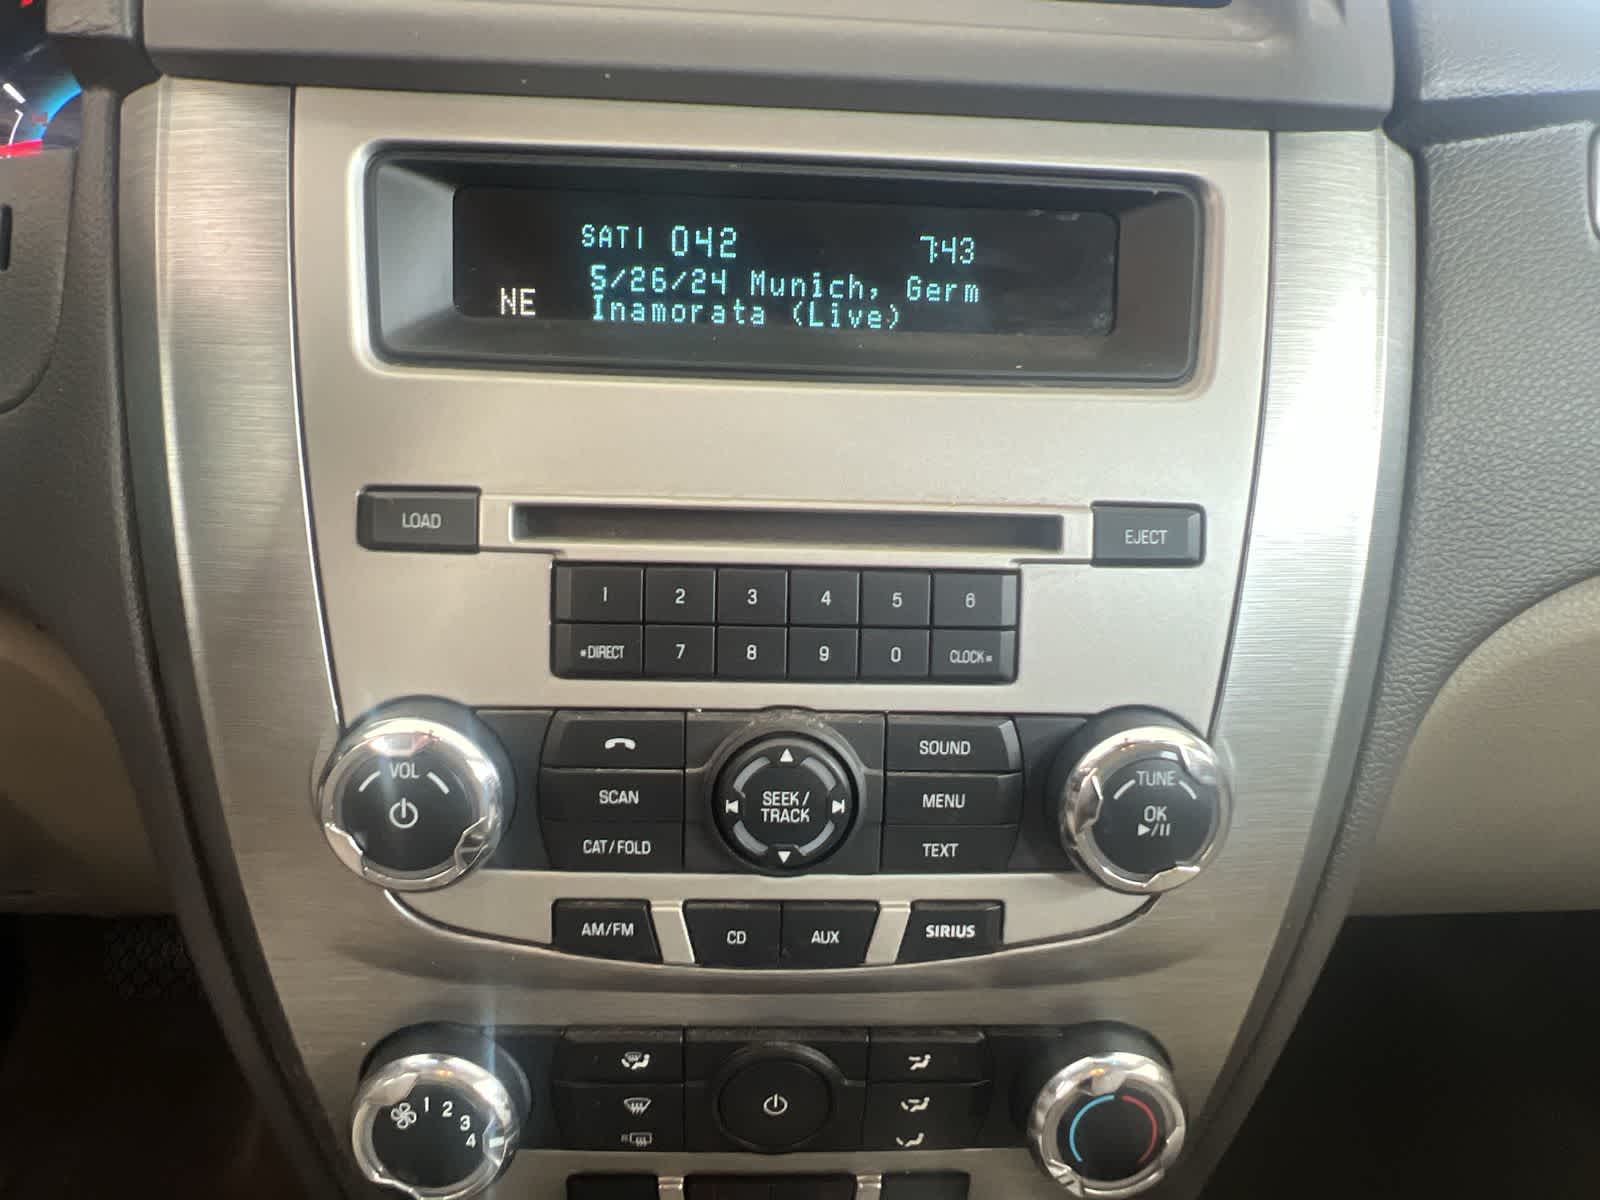 SAT1 042 7:43
5/26/24 Munich, Germ
NE Inamorata (Live)
LOAD EJECT
1 2 3 4 5 6
DIRECT 7 8 9 0 CLOCK
VOL SOUND TUNE
SCAN SEEK/ MENU OK
TRACK
CAT/FOLD TEXT
AM/FM CD AUX SIRIUS
1 2 3 4
R